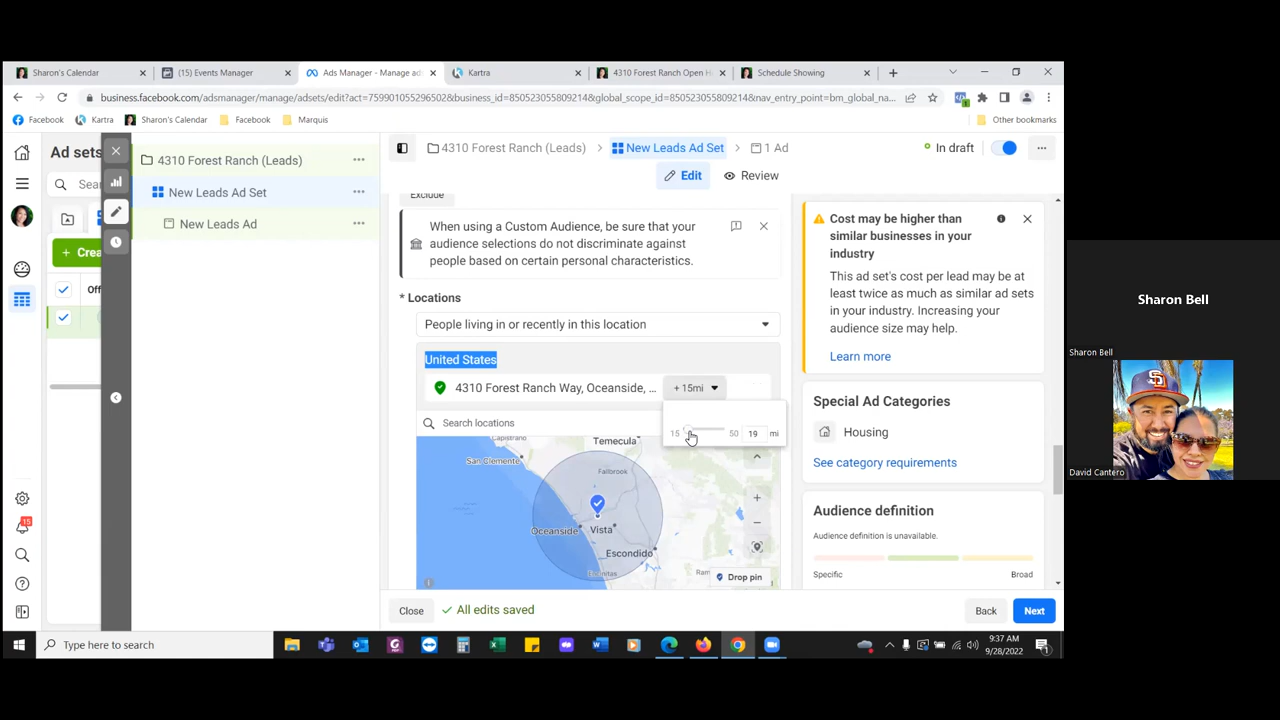 Sharon's Calendar
(15) Events Manager
Ads Manager - Manage ad
Kartra
4310 Forest Ranch Open H
Schedule Showing
business.facebook.com/adsmanager/manage/adsets/edit?act=759901055296502&business_id=850523055809214&global_scope_id=850523055809214&nav_entry_point=bm_global_na...
Facebook
Kartra
Sharon's Calendar
Facebook
Marquis
Other bookmarks
Ad sets
4310 Forest Ranch (Leads)
4310 Forest Ranch (Leads)
New Leads Ad Set
1 Ad
In draft
Edit
Review
New Leads Ad Set
New Leads Ad
Sea
+ Crea
Off
Exclude
When using a Custom Audience, be sure that your
audience selections do not discriminate against
people based on certain personal characteristics.
* Locations
People living in or recently in this location
United States
4310 Forest Ranch Way, Oceanside, ...
+ 15mi
15
50
19
mi
Search locations
Capistrano
San Clemente
Temecula
Fallbrook
Oceanside
Vista
Escondido
Encinitas
Ram
Drop pin
Cost may be higher than
similar businesses in your
industry
This ad set's cost per lead may be at
least twice as much as similar ad sets
in your industry. Increasing your
audience size may help.
Learn more
Special Ad Categories
Housing
See category requirements
Audience definition
Audience definition is unavailable.
Specific
Broad
Close
All edits saved
Back
Next
15
Type here to search
9:37 AM
9/28/2022
1
Sharon Bell
Sharon Bell
David Cantero